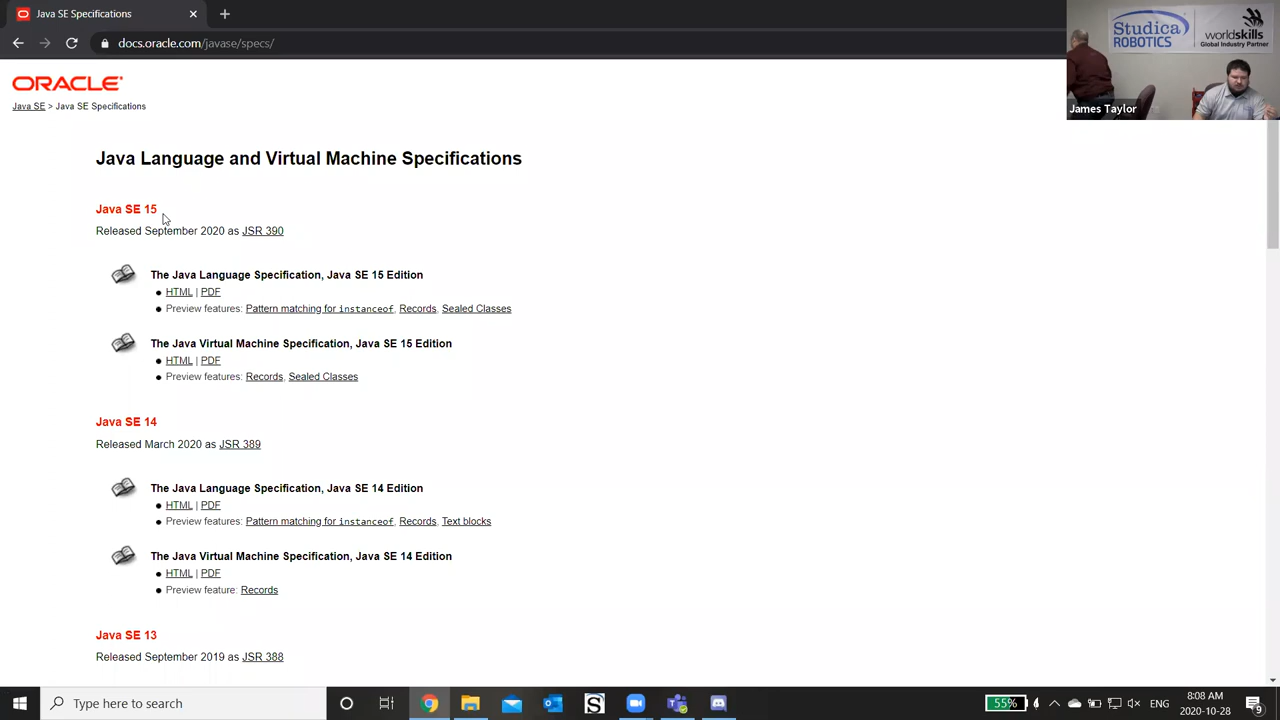 Java SE Specifications
docs.oracle.com/javase/specs/
Studica
ROBOTICS
worldskills
Global Industry Partner
James Taylor
ORACLE
Java SE > Java SE Specifications
Java Language and Virtual Machine Specifications
Java SE 15
Released September 2020 as JSR 390
The Java Language Specification, Java SE 15 Edition
HTML | PDF
Preview features: Pattern matching for instanceof, Records, Sealed Classes
The Java Virtual Machine Specification, Java SE 15 Edition
HTML | PDF
Preview features: Records, Sealed Classes
Java SE 14
Released March 2020 as JSR 389
The Java Language Specification, Java SE 14 Edition
HTML | PDF
Preview features: Pattern matching for instanceof, Records, Text blocks
The Java Virtual Machine Specification, Java SE 14 Edition
HTML | PDF
Preview feature: Records
Java SE 13
Released September 2019 as JSR 388
Type here to search
S
55%
ENG
8:08 AM
2020-10-28
9